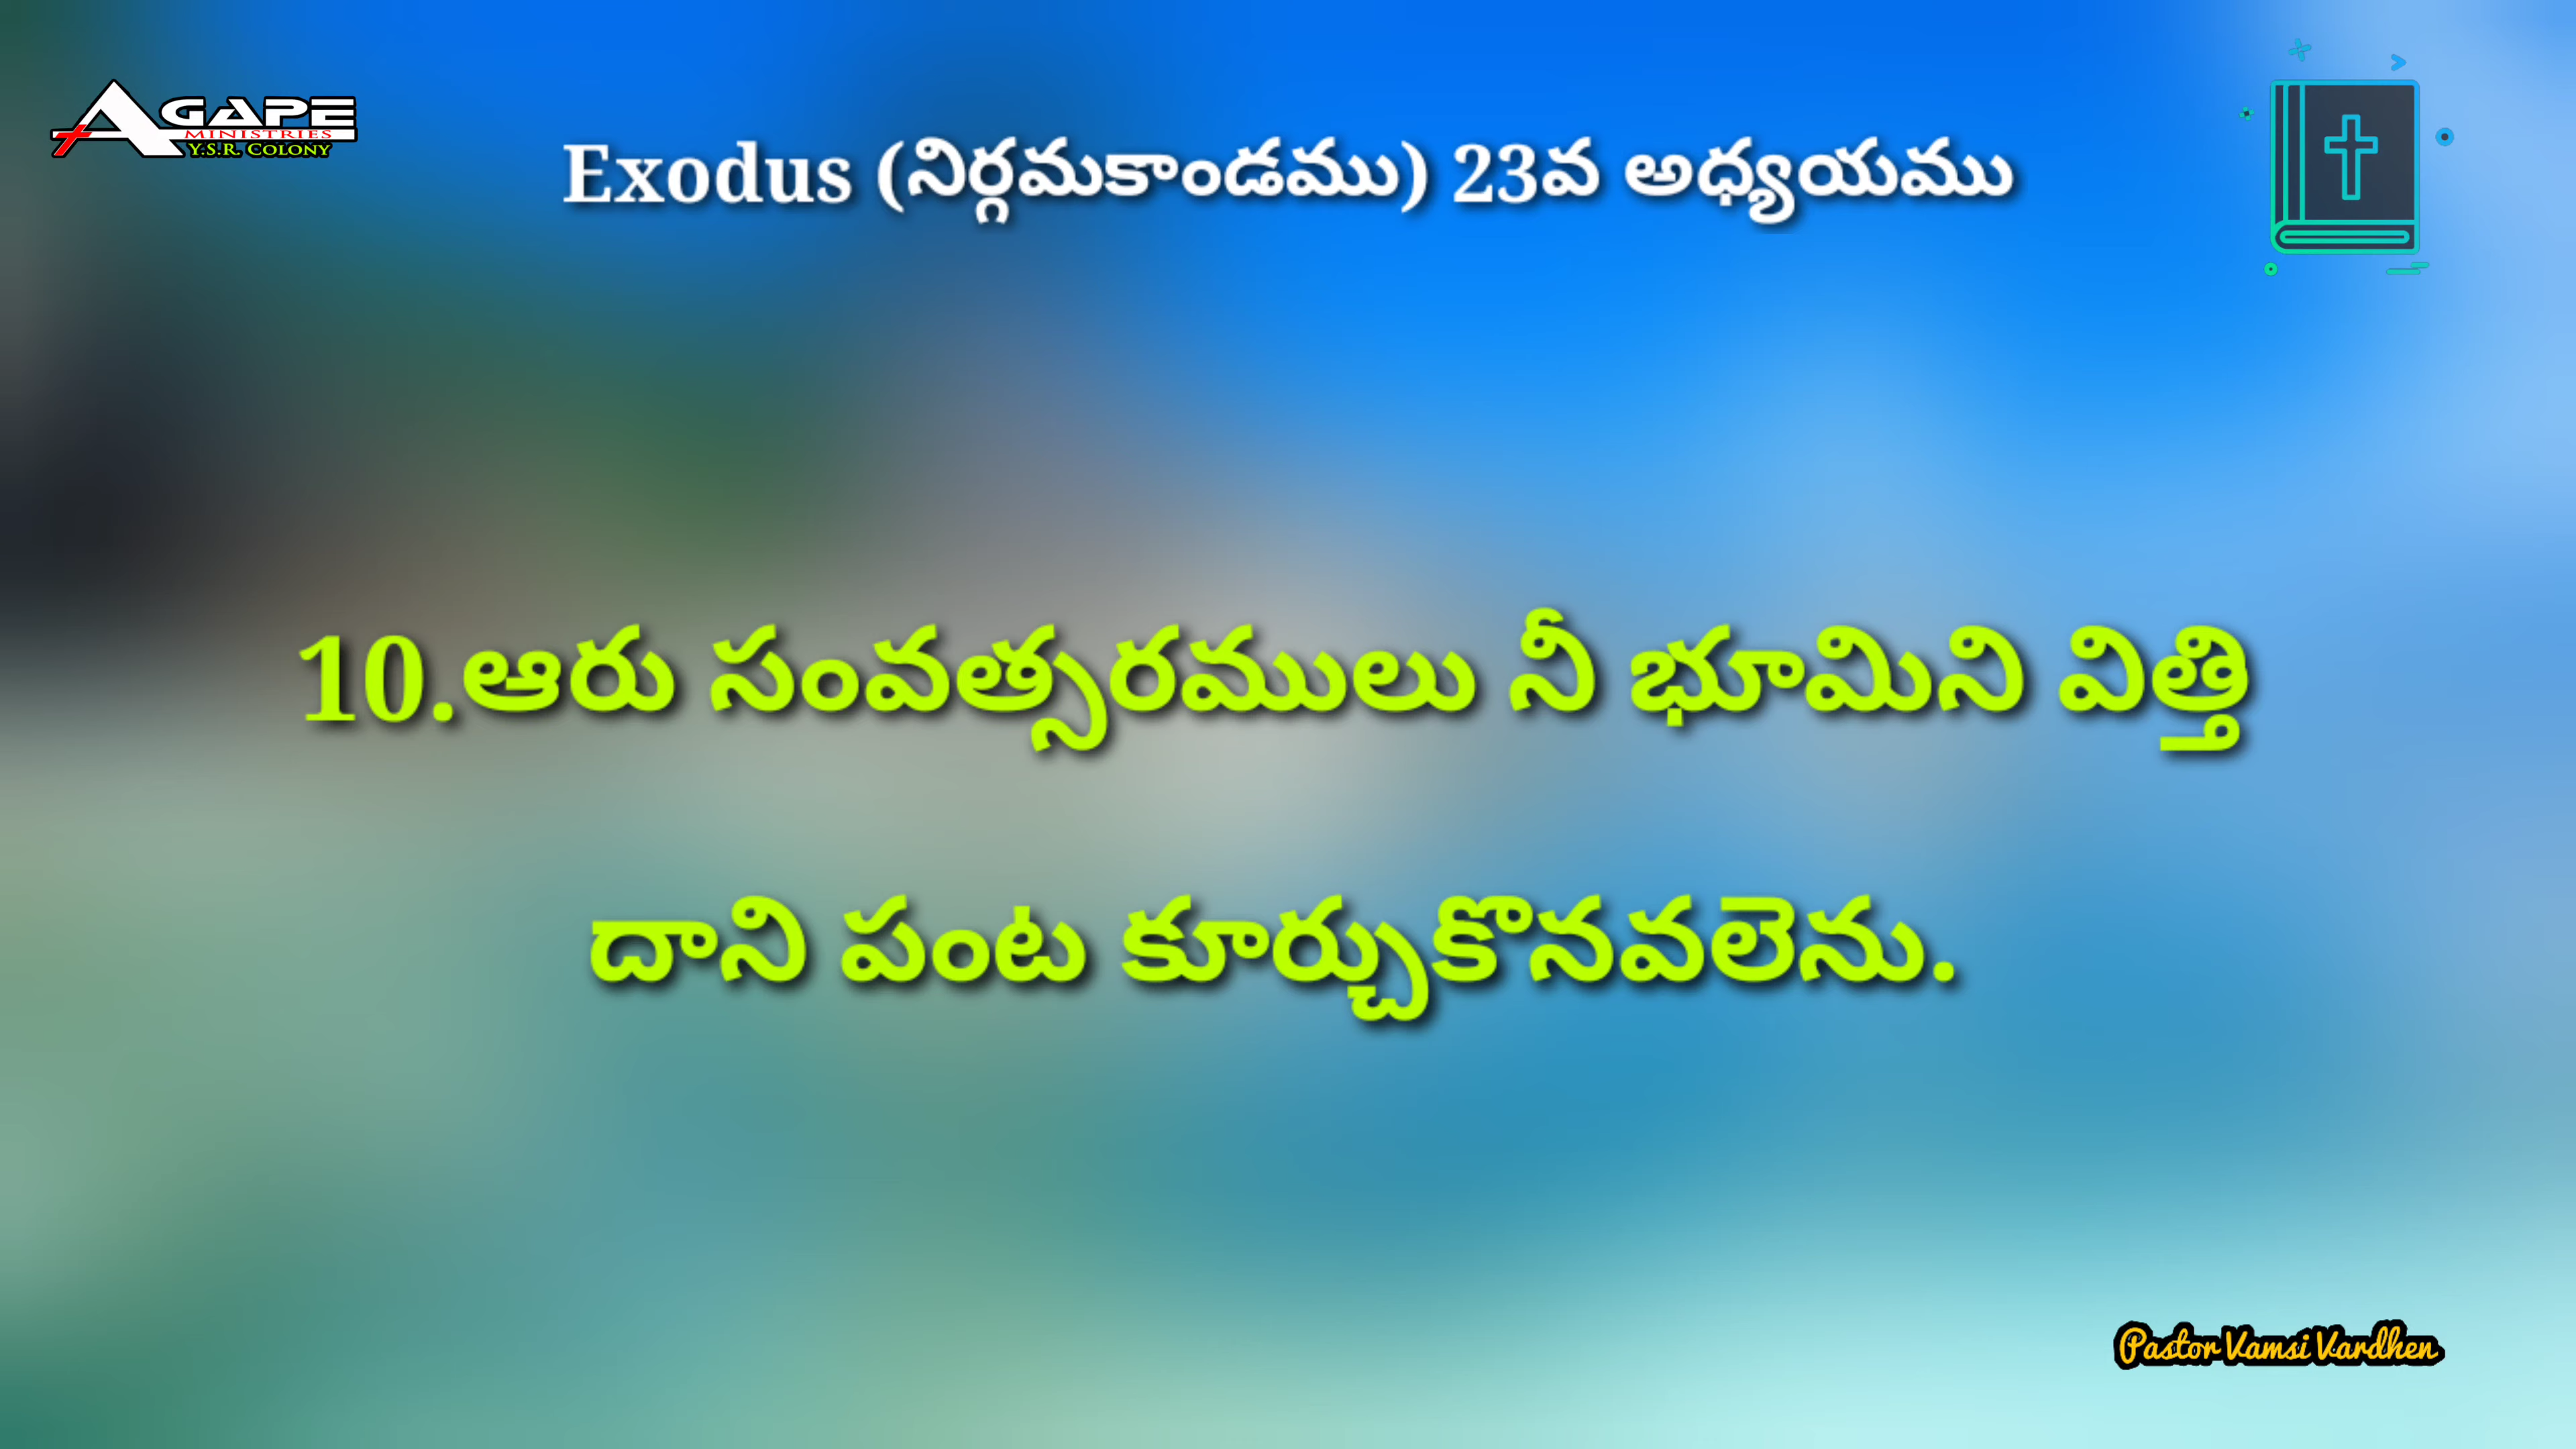 AGAPE
MINISTRIES
Y.S.R. COLONY
Exodus (నిర్గమకాండము) 23వ అధ్యయము
10.ఆరు సంవత్సరములు నీ భూమిని విత్తి
దాని పంట కూర్చుకొనవలెను.
Pastor Vamsi Vardhen